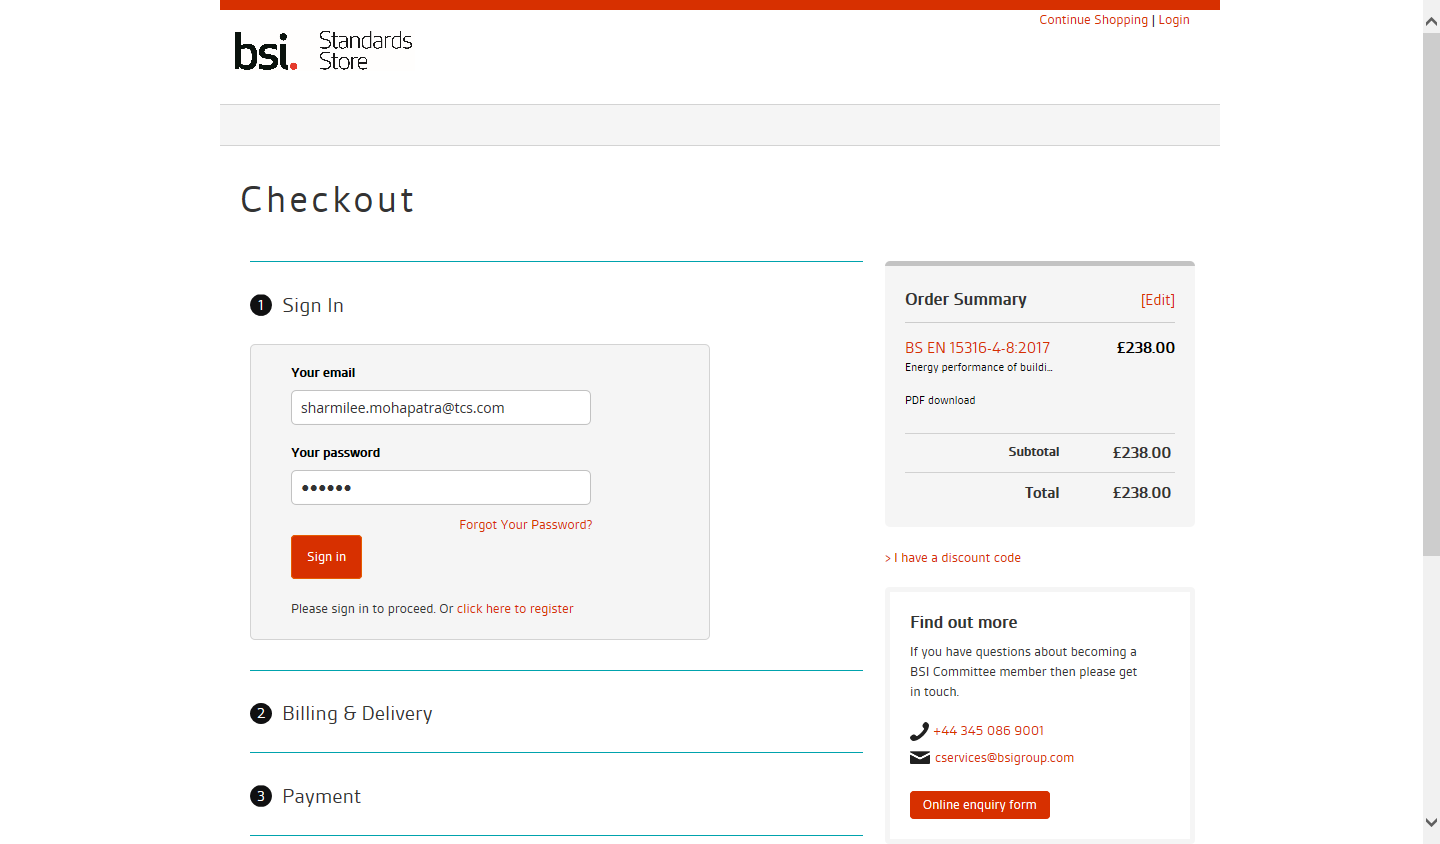 Continue Shopping | Login
bsi. Standards
Store
Checkout
1 Sign In
Your email
sharmilee.mohapatra@tcs.com
Your password
••••••
Forgot Your Password?
Sign in
Please sign in to proceed. Or click here to register
2 Billing & Delivery
3 Payment
Order Summary [Edit]
BS EN 15316-4-8:2017 £238.00
Energy performance of buildi...
PDF download
Subtotal £238.00
Total £238.00
> I have a discount code
Find out more
If you have questions about becoming a
BSI Committee member then please get
in touch.
+44 345 086 9001
cservices@bsigroup.com
Online enquiry form